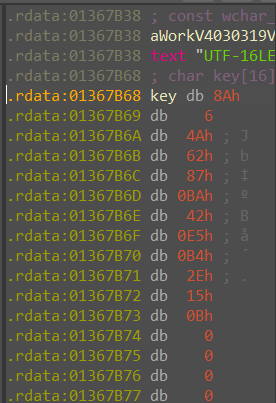 .rdata:01367B38 ; const wchar_
.rdata:01367B38 aWorkV4030319V
.rdata:01367B38 text "UTF-16LE
.rdata:01367B68 ; char key[16]
.rdata:01367B68 key db 8Ah
.rdata:01367B69 db 6
.rdata:01367B6A db 4Ah ; J
.rdata:01367B6B db 62h ; b
.rdata:01367B6C db 87h ; ‡
.rdata:01367B6D db 0BAh ; º
.rdata:01367B6E db 42h ; B
.rdata:01367B6F db 0E5h ; å
.rdata:01367B70 db 0B4h ; ´
.rdata:01367B71 db 2Eh ; .
.rdata:01367B72 db 15h
.rdata:01367B73 db 0Bh
.rdata:01367B74 db 0
.rdata:01367B75 db 0
.rdata:01367B76 db 0
.rdata:01367B77 db 0